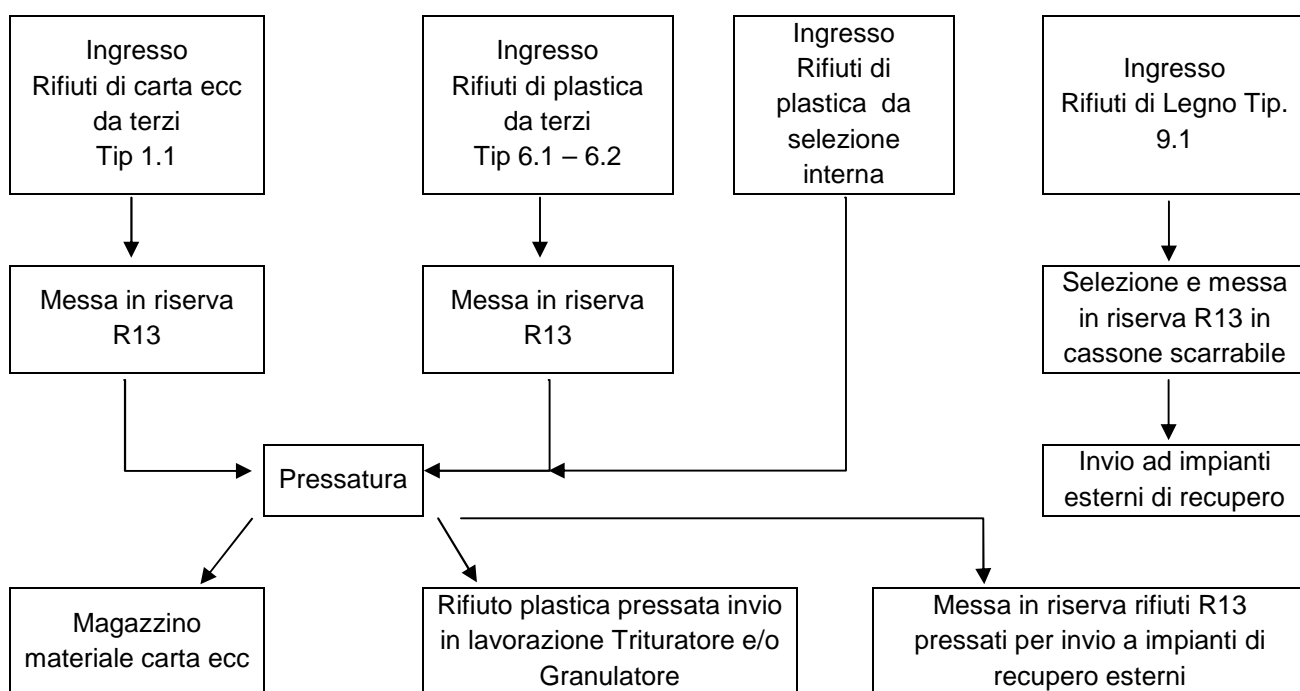 Ingresso
Rifiuti di carta ecc
da terzi
Tip 1.1
Ingresso
Rifiuti di plastica
da terzi
Tip 6.1 – 6.2
Ingresso
Rifiuti di
plastica da
selezione
interna
Ingresso
Rifiuti di Legno Tip.
9.1
Messa in riserva
R13
Messa in riserva
R13
Selezione e messa
in riserva R13 in
cassone scarrabile
Pressatura
Invio ad impianti
esterni di recupero
Magazzino
materiale carta ecc
Rifiuto plastica pressata invio
in lavorazione Trituratore e/o
Granulatore
Messa in riserva rifiuti R13
pressati per invio a impianti di
recupero esterni